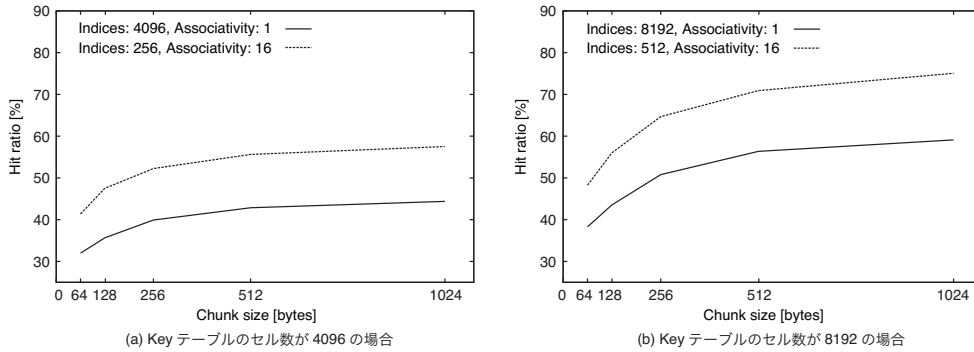 Indices: 4096, Associativity: 1
Indices: 256, Associativity: 16
90
80
70
60
50
40
30
Hit ratio [%]
0 64 128 256 512 1024
Chunk size [bytes]
(a) Key テーブルのセル数が 4096 の場合
Indices: 8192, Associativity: 1
Indices: 512, Associativity: 16
90
80
70
60
50
40
30
Hit ratio [%]
0 64 128 256 512 1024
Chunk size [bytes]
(b) Key テーブルのセル数が 8192 の場合